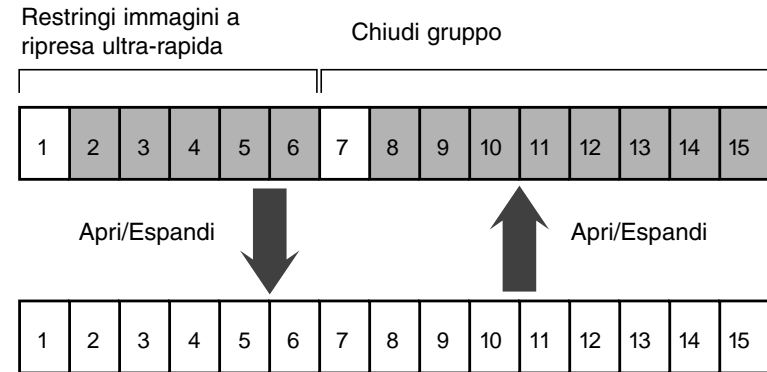 Restringi immagini a
ripresa ultra-rapida
Chiudi gruppo
1 2 3 4 5 6 7 8 9 10 11 12 13 14 15
Apri/Espandi
Apri/Espandi
1 2 3 4 5 6 7 8 9 10 11 12 13 14 15